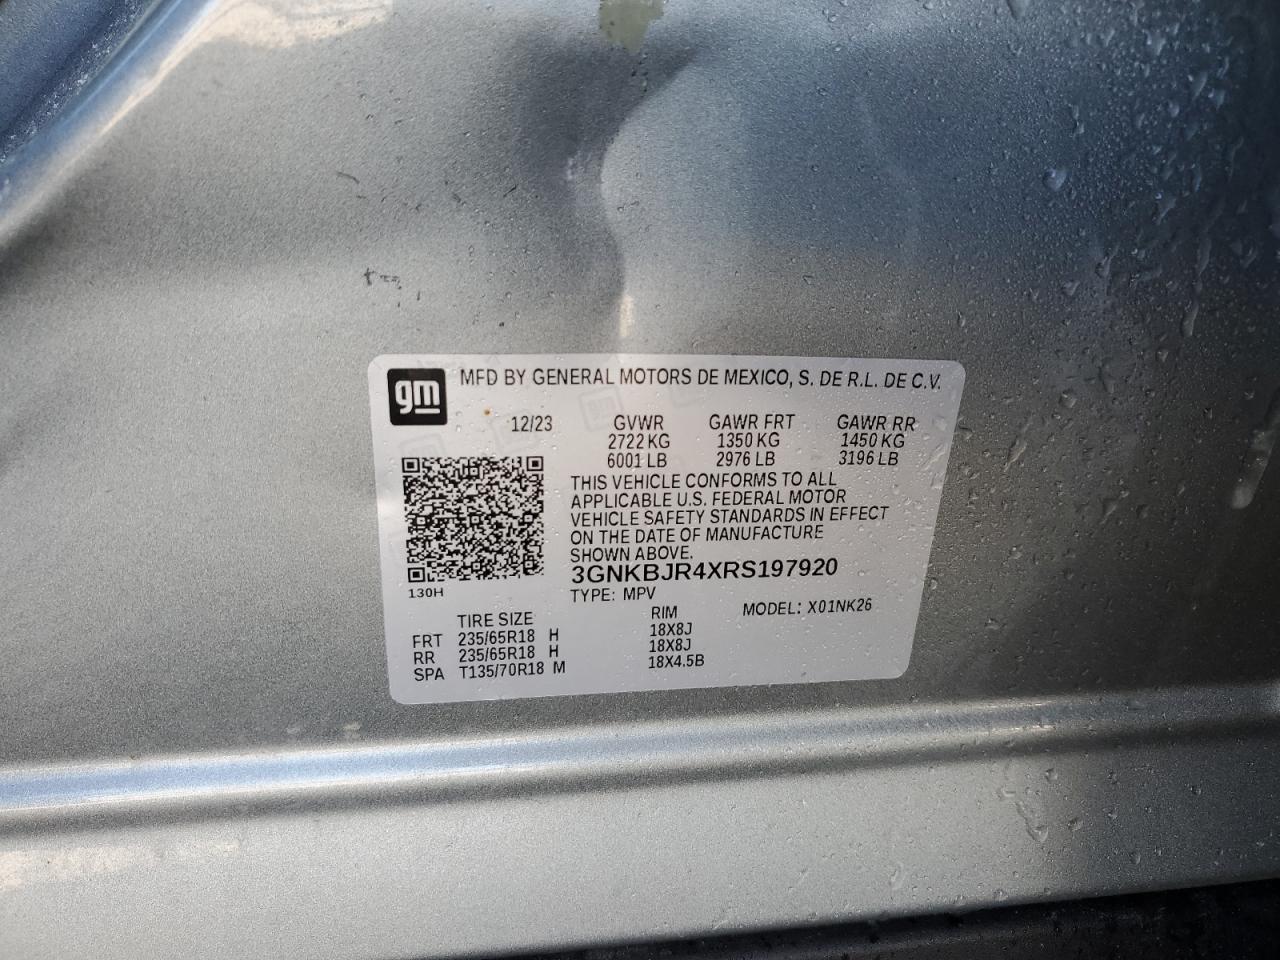 gm
MFD BY GENERAL MOTORS DE MEXICO, S. DE R.L. DE C.V.
12/23 GVWR GAWR FRT GAWR RR
2722 KG 1350 KG 1450 KG
6001 LB 2976 LB 3196 LB
THIS VEHICLE CONFORMS TO ALL
APPLICABLE U.S. FEDERAL MOTOR
VEHICLE SAFETY STANDARDS IN EFFECT
ON THE DATE OF MANUFACTURE
SHOWN ABOVE.
3GNKBJR4XRS197920
130H
TYPE: MPV
MODEL: X01NK26
TIRE SIZE RIM
FRT 235/65R18 H 18X8J
RR 235/65R18 H 18X8J
SPA T135/70R18 M 18X4.5B